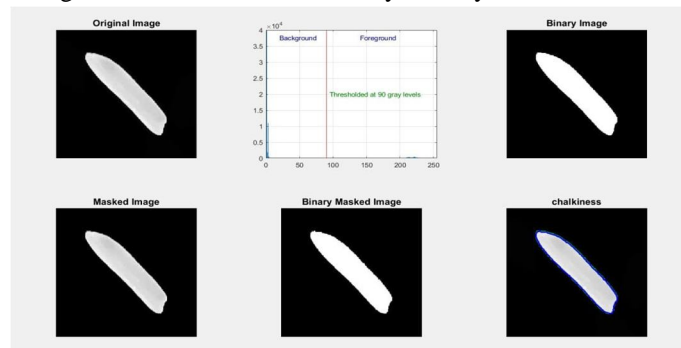 Original Image
×10⁴
4
3.5
3
2.5
2
1.5
1
0.5
0
0 50 100 150 200 250
Background Foreground
Thresholded at 90 gray levels
Binary Image
Masked Image
Binary Masked Image
chalkiness